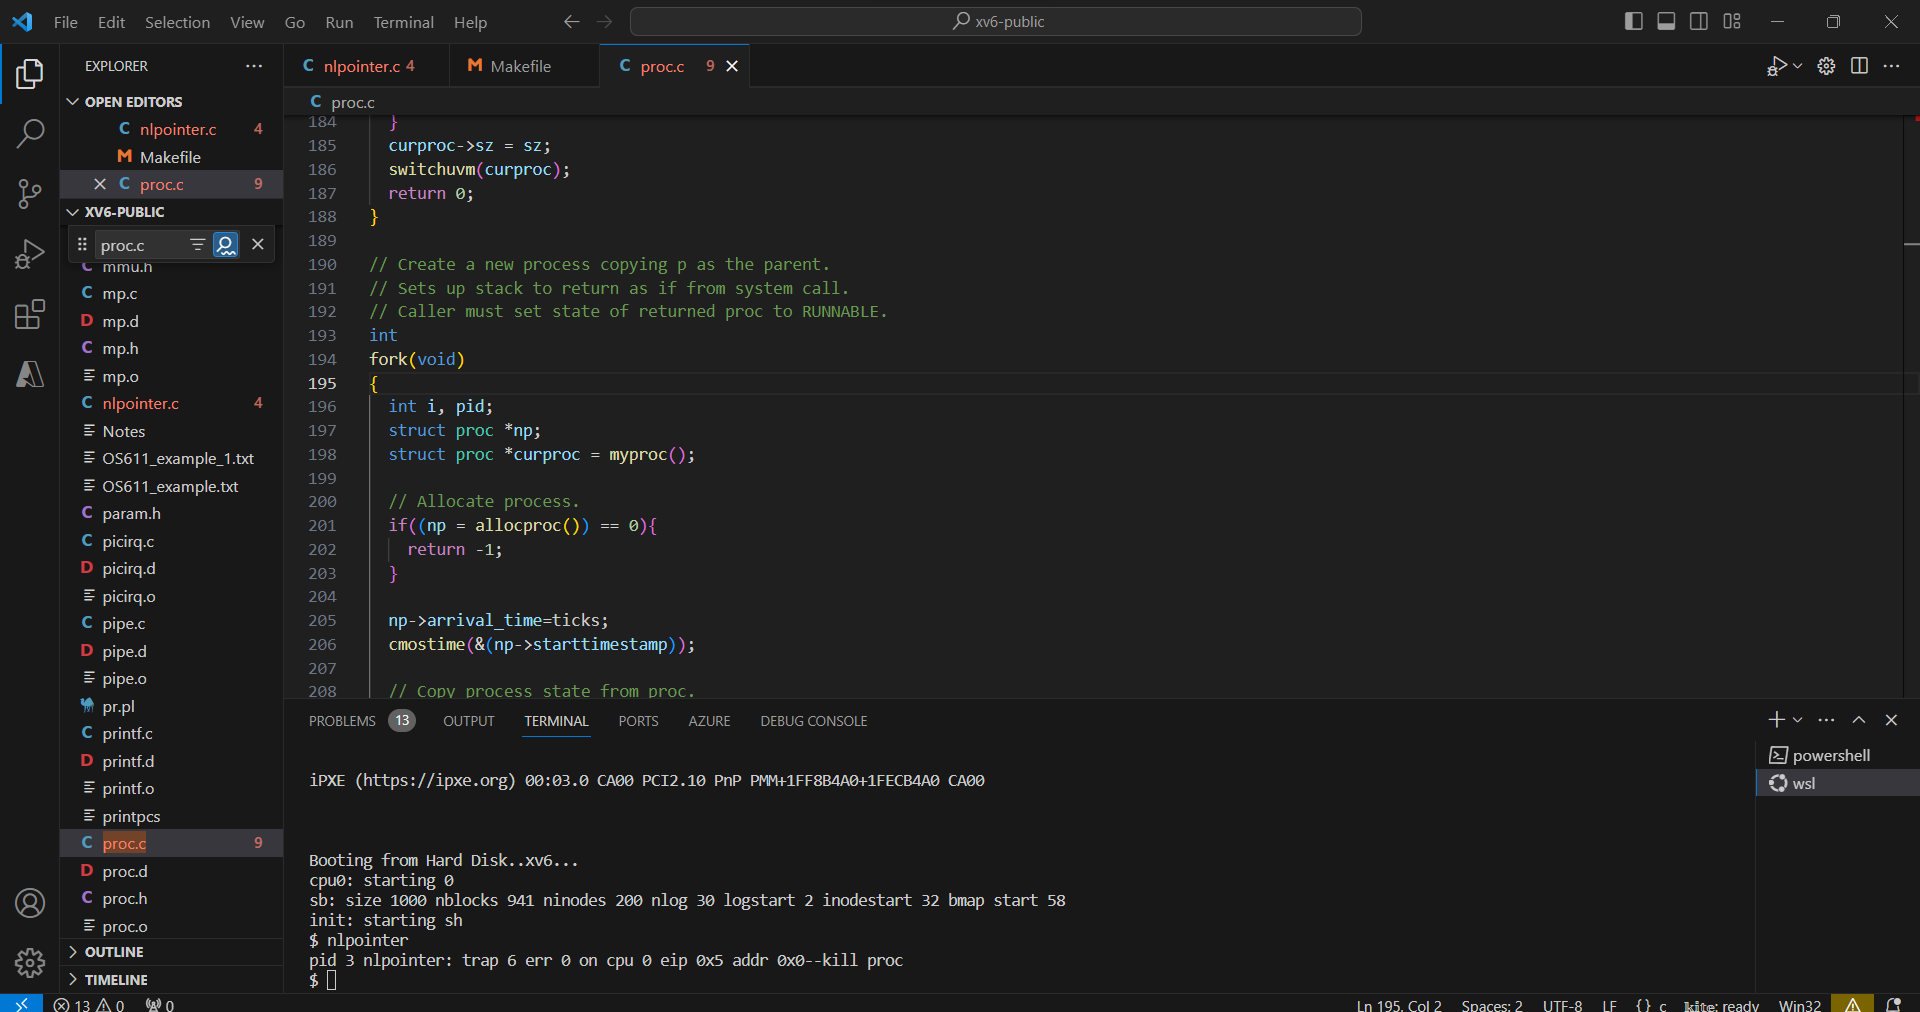 File Edit Selection View Go Run Terminal Help
xv6-public
EXPLORER
OPEN EDITORS
nlpointer.c 4
Makefile
proc.c 9
XV6-PUBLIC
proc.c
mmu.h
mp.c
mp.d
mp.h
mp.o
nlpointer.c 4
Notes
OS611_example_1.txt
OS611_example.txt
param.h
picirq.c
picirq.d
picirq.o
pipe.c
pipe.d
pipe.o
pr.pl
printf.c
printf.d
printf.o
printpcs
proc.c 9
proc.d
proc.h
proc.o
OUTLINE
TIMELINE
nlpointer.c 4 Makefile proc.c 9
proc.c
184 }
185 curproc->sz = sz;
186 switchuvm(curproc);
187 return 0;
188 }
189
190 // Create a new process copying p as the parent.
191 // Sets up stack to return as if from system call.
192 // Caller must set state of returned proc to RUNNABLE.
193 int
194 fork(void)
195 {
196 int i, pid;
197 struct proc *np;
198 struct proc *curproc = myproc();
199
200 // Allocate process.
201 if((np = allocproc()) == 0){
202 return -1;
203 }
204
205 np->arrival_time=ticks;
206 cmostime(&(np->starttimestamp));
207
208 // Copy process state from proc.
PROBLEMS 13 OUTPUT TERMINAL PORTS AZURE DEBUG CONSOLE
iPXE (https://ipxe.org) 00:03.0 CA00 PCI2.10 PnP PMM+1FF8B4A0+1FECB4A0 CA00
Booting from Hard Disk..xv6...
cpu0: starting 0
sb: size 1000 nblocks 941 ninodes 200 nlog 30 logstart 2 inodestart 32 bmap start 58
init: starting sh
$ nlpointer
pid 3 nlpointer: trap 6 err 0 on cpu 0 eip 0x5 addr 0x0--kill proc
$
powershell
wsl
13 0 0
Ln 195, Col 2 Spaces: 2 UTF-8 LF {} c kite: ready Win32